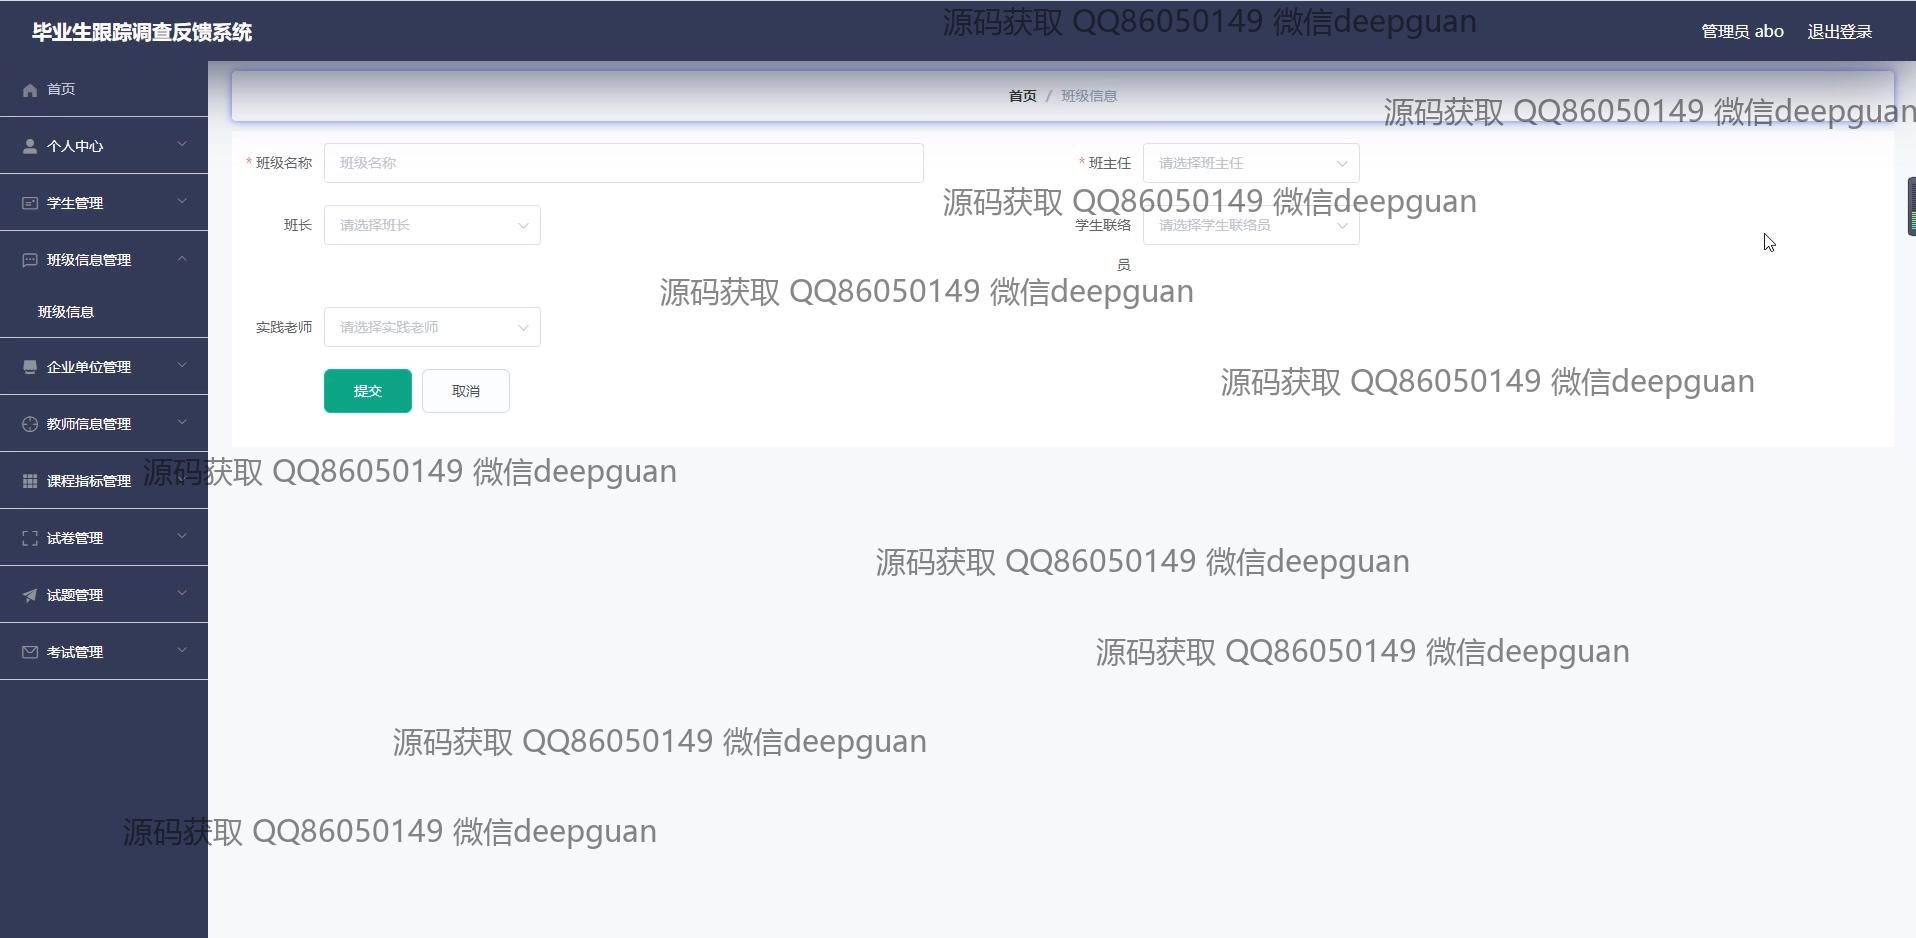 毕业生跟踪调查反馈系统
源码获取 QQ86050149 微信deepguan
管理员 abo
退出登录
首页
首页 / 班级信息
源码获取 QQ86050149 微信deepguan
个人中心
* 班级名称
班级名称
* 班主任
请选择班主任
学生管理
源码获取 QQ86050149 微信deepguan
班长
请选择班长
学生联络员
请选择学生联络员
班级信息管理
源码获取 QQ86050149 微信deepguan
班级信息
实践老师
请选择实践老师
企业单位管理
源码获取 QQ86050149 微信deepguan
提交
取消
教师信息管理
源码获取 QQ86050149 微信deepguan
课程指标管理
试卷管理
源码获取 QQ86050149 微信deepguan
试题管理
考试管理
源码获取 QQ86050149 微信deepguan
源码获取 QQ86050149 微信deepguan
源码获取 QQ86050149 微信deepguan